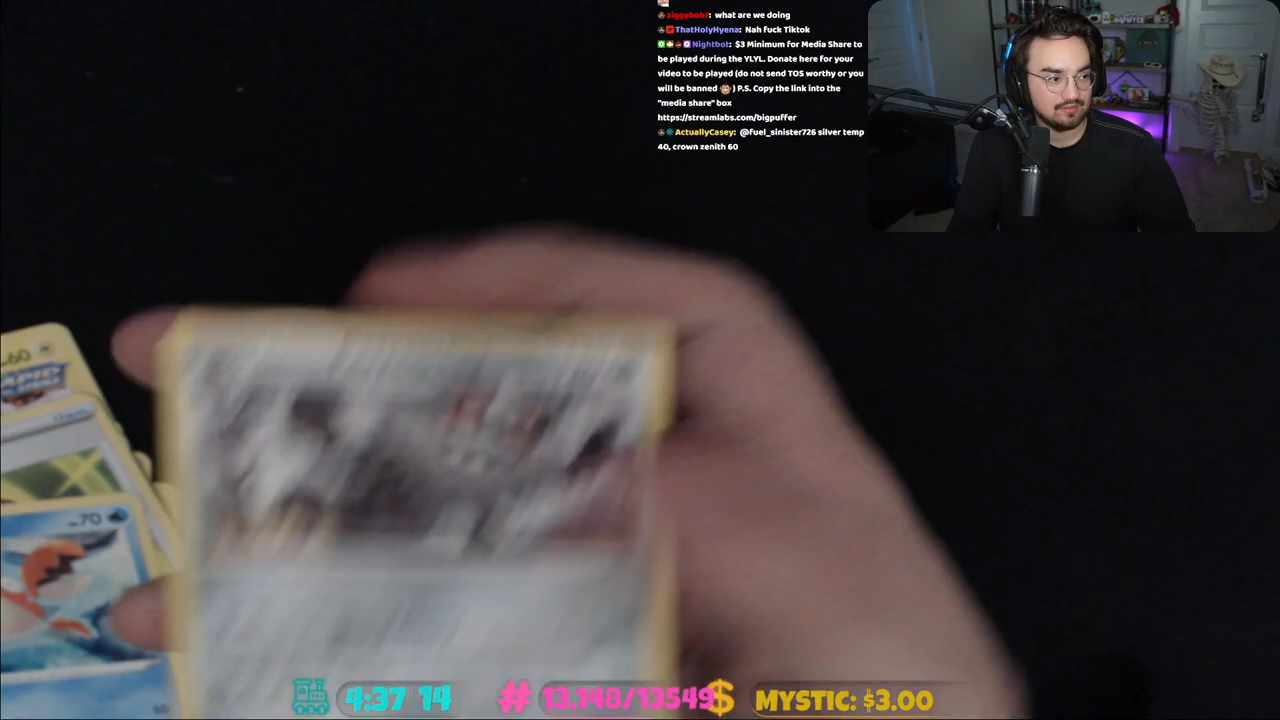 ziggybob7: what are we doing
ThatHolyHyena: Nah fuck Tiktok
Nightbot: $3 Minimum for Media Share to
be played during the YLYL. Donate here for your
video to be played (do not send TOS worthy or you
will be banned 🐵) P.S. Copy the link into the
"media share" box
https://streamlabs.com/bigpuffer
ActuallyCasey: @fuel_sinister726 silver temp
40, crown zenith 60
60
70
4:37 14
# 13,148/13549
$ MYSTIC: $3.00